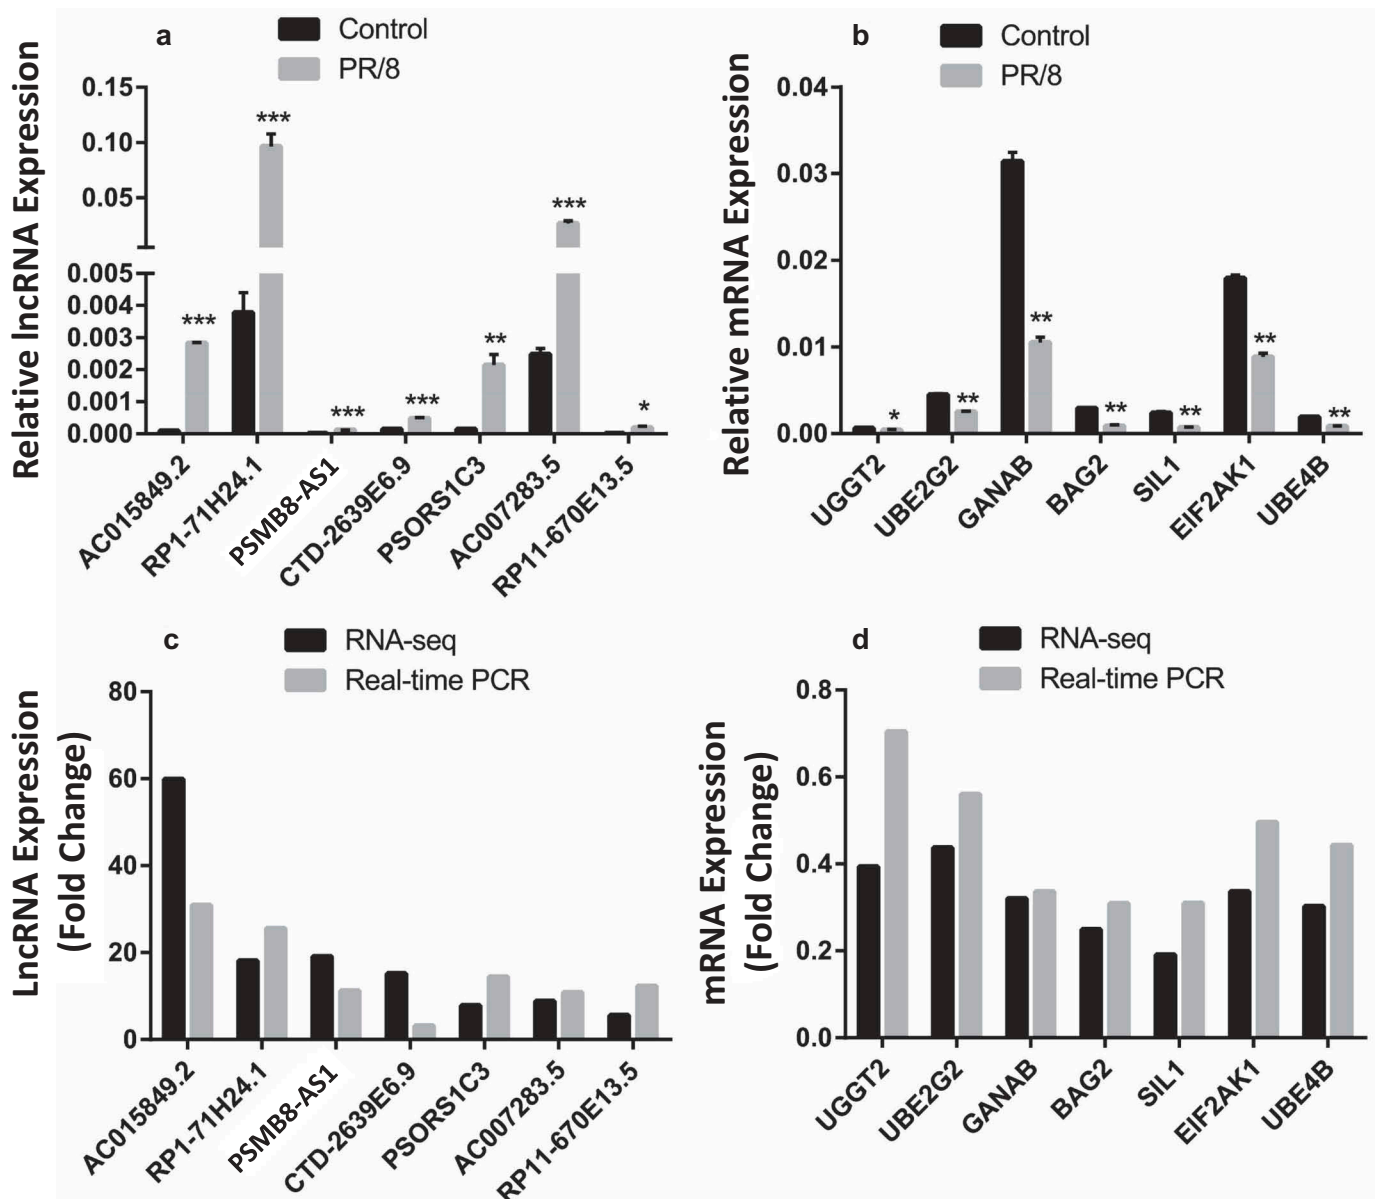 a
Control
PR/8
Relative lncRNA Expression
0.15
0.10
0.05
0.005
0.004
0.003
0.002
0.001
0.000
***
***
***
***
**
***
*
AC015849.2
RP1-71H24.1
PSMB8-AS1
CTD-2639E6.9
PSORS1C3
AC007283.5
RP11-670E13.5
b
Control
PR/8
Relative mRNA Expression
0.04
0.03
0.02
0.01
0.00
*
**
**
**
**
**
**
UGGT2
UBE2G2
GANAB
BAG2
SIL1
EIF2AK1
UBE4B
c
RNA-seq
Real-time PCR
LncRNA Expression
(Fold Change)
80
60
40
20
0
AC015849.2
RP1-71H24.1
PSMB8-AS1
CTD-2639E6.9
PSORS1C3
AC007283.5
RP11-670E13.5
d
RNA-seq
Real-time PCR
mRNA Expression
(Fold Change)
0.8
0.6
0.4
0.2
0.0
UGGT2
UBE2G2
GANAB
BAG2
SIL1
EIF2AK1
UBE4B